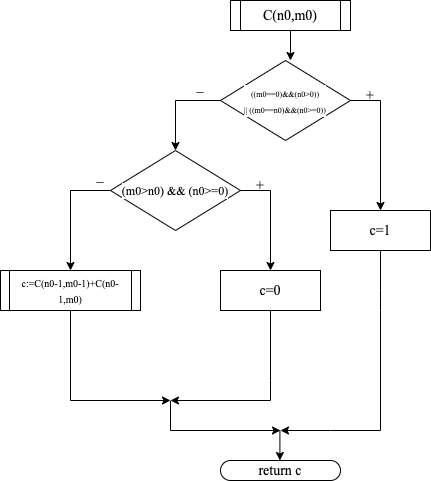 C(n0,m0)
((m0==0)&&(n0>0))
|| ((m0==n0)&&(n0>=0))
−
+
(m0>n0) && (n0>=0)
−
+
c=1
c:=C(n0-1,m0-1)+C(n0-
1,m0)
c=0
return c